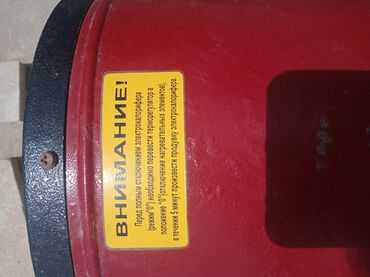 ВНИМАНИЕ!
Перед полным отключением электрокалорифера
(режим"0") необходимо перевести терморегулятор в
положение "0"(отключение нагревательных элементов),
в течении 5 минут произвести продувку электрокалорифера.